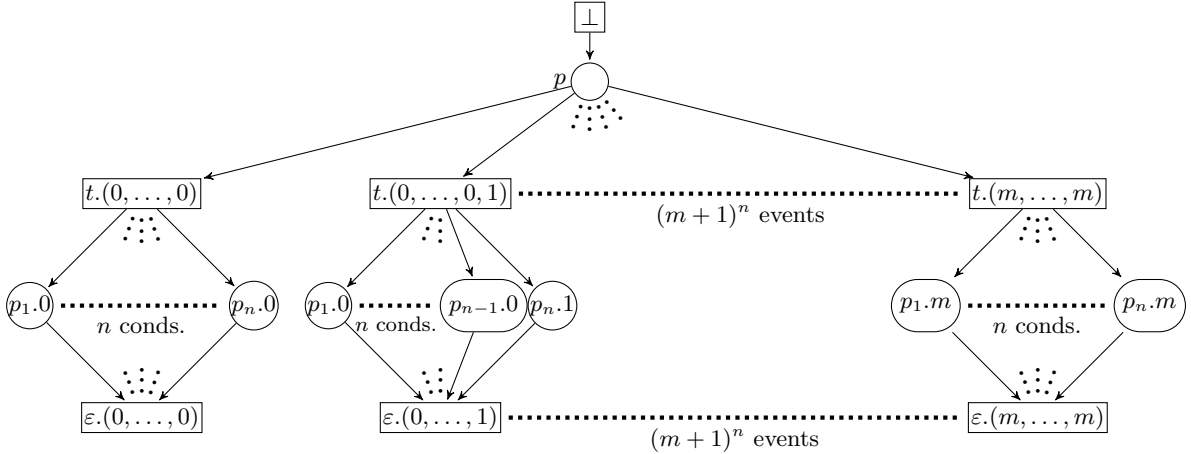 ⊥
p
t.(0, . . . , 0)
t.(0, . . . , 0, 1)
t.(m, . . . , m)
(m + 1)ⁿ events
p₁.0
pₙ.0
p₁.0
pₙ₋₁.0
pₙ.1
p₁.m
pₙ.m
n conds.
n conds.
n conds.
ε.(0, . . . , 0)
ε.(0, . . . , 1)
ε.(m, . . . , m)
(m + 1)ⁿ events